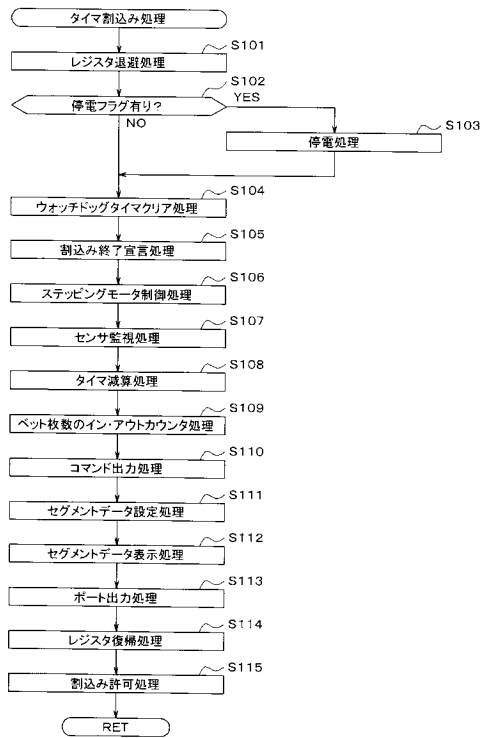 タイマ割込み処理
S101
レジスタ退避処理
S102
停電フラグ有り?
YES
NO
S103
停電処理
S104
ウォッチドッグタイマクリア処理
S105
割込み終了宣言処理
S106
ステッピングモータ制御処理
S107
センサ監視処理
S108
タイマ減算処理
S109
ベット枚数のイン・アウトカウンタ処理
S110
コマンド出力処理
S111
セグメントデータ設定処理
S112
セグメントデータ表示処理
S113
ポート出力処理
S114
レジスタ復帰処理
S115
割込み許可処理
RET